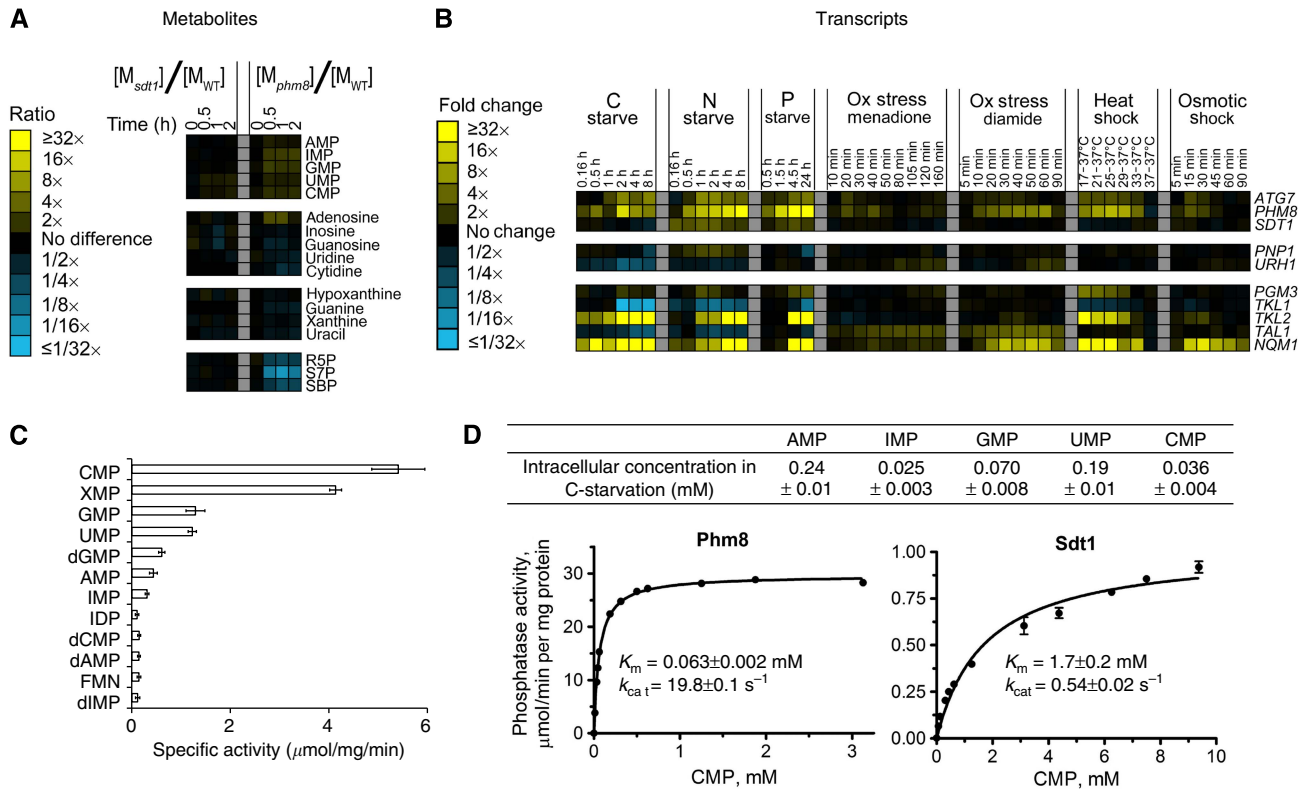 A
Metabolites
[Msdt1]/[MWT] [Mphm8]/[MWT]
Ratio
≥32×
16×
8×
4×
2×
No difference
1/2×
1/4×
1/8×
1/16×
≤1/32×
Time (h) 0 0.5 1 2 0 0.5 1 2
AMP
IMP
GMP
UMP
CMP
Adenosine
Inosine
Guanosine
Uridine
Cytidine
Hypoxanthine
Guanine
Xanthine
Uracil
R5P
S7P
SBP
B
Transcripts
Fold change
≥32×
16×
8×
4×
2×
No change
1/2×
1/4×
1/8×
1/16×
≤1/32×
C starve
N starve
P starve
Ox stress menadione
Ox stress diamide
Heat shock
Osmotic shock
0.16 h 0.5 h 1 h 2 h 4 h 8 h
0.16 h 0.5 h 1 h 2 h 4 h 8 h
0.5 h 1.5 h 4.5 h 24 h
10 min 20 min 30 min 40 min 50 min 80 min 105 min 120 min 160 min
5 min 10 min 20 min 30 min 40 min 50 min 60 min 90 min
17-37°C 21-37°C 25-37°C 29-37°C 33-37°C 37-37°C
5 min 15 min 30 min 45 min 60 min 90 min
ATG7
PHM8
SDT1
PNP1
URH1
PGM3
TKL1
TKL2
TAL1
NQM1
C
CMP
XMP
GMP
UMP
dGMP
AMP
IMP
IDP
dCMP
dAMP
FMN
dIMP
0 2 4 6
Specific activity (μmol/mg/min)
D
AMP IMP GMP UMP CMP
Intracellular concentration in C-starvation (mM)
0.24 0.025 0.070 0.19 0.036
± 0.01 ± 0.003 ± 0.008 ± 0.01 ± 0.004
Phm8
Phosphatase activity,
μmol/min per mg protein
30
20
10
0
Km = 0.063±0.002 mM
kcat = 19.8±0.1 s−1
0 1 2 3
CMP, mM
Sdt1
1.00
0.75
0.50
0.25
0.00
Km = 1.7±0.2 mM
kcat = 0.54±0.02 s−1
0 2 4 6 8 10
CMP, mM